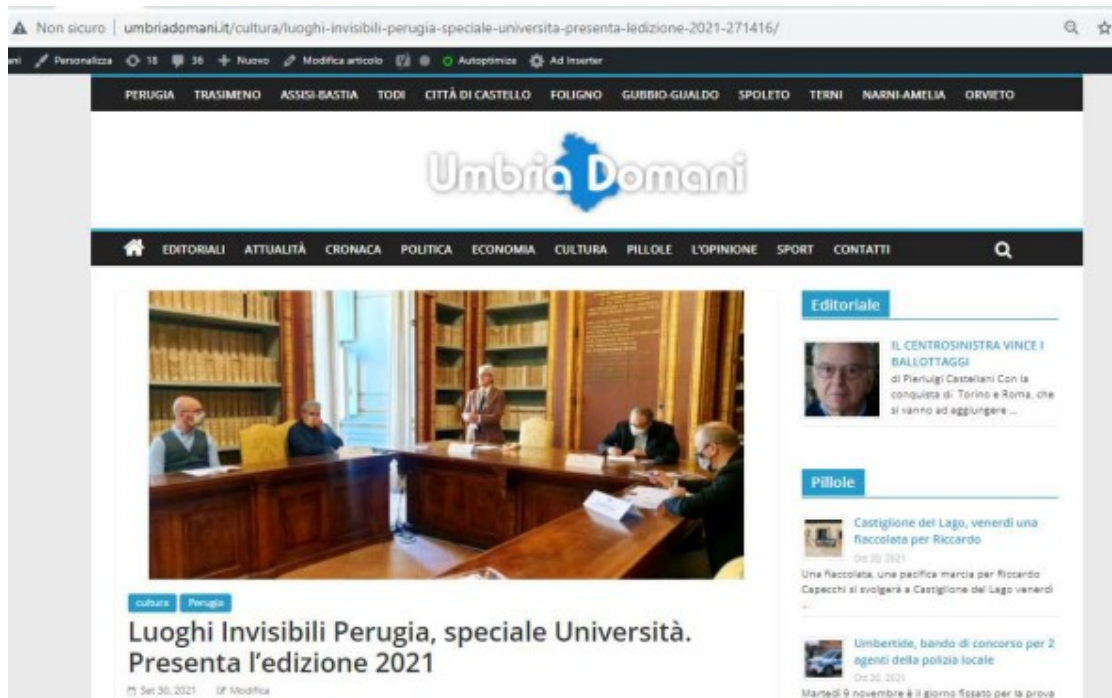 Non sicuro | umbriadomani.it/cultura/luoghi-invisibili-perugia-speciale-universita-presenta-ledizione-2021-271416/
Personalizza 18 36 Nuovo Modifica articolo Autoptimize Ad Inserter
PERUGIA TRASIMENO ASSISI-BASTIA TODI CITTÀ DI CASTELLO FOLIGNO GUBBIO-GUALDO SPOLETO TERNI NARNI-AMELIA ORVIETO
Umbria Domani
EDITORIALI ATTUALITÀ CRONACA POLITICA ECONOMIA CULTURA PILLOLE L'OPINIONE SPORT CONTATTI
Editoriale
IL CENTROSINISTRA VINCE I
BALLOTTAGGI
di Pierluigi Castellani Con la
conquista di Torino e Roma, che
si vanno ad aggiungere ...
Pillole
Castiglione del Lago, venerdì una
fiaccolata per Riccardo
Ott 20, 2021
Una fiaccolata, una pacifica marcia per Riccardo
Capecchi si svolgerà a Castiglione del Lago venerdì
...
Umbertide, bando di concorso per 2
agenti della polizia locale
Ott 20, 2021
Martedì 9 novembre è il giorno fissato per la prova
cultura Perugia
Luoghi Invisibili Perugia, speciale Università.
Presenta l'edizione 2021
Set 30, 2021 Modifica